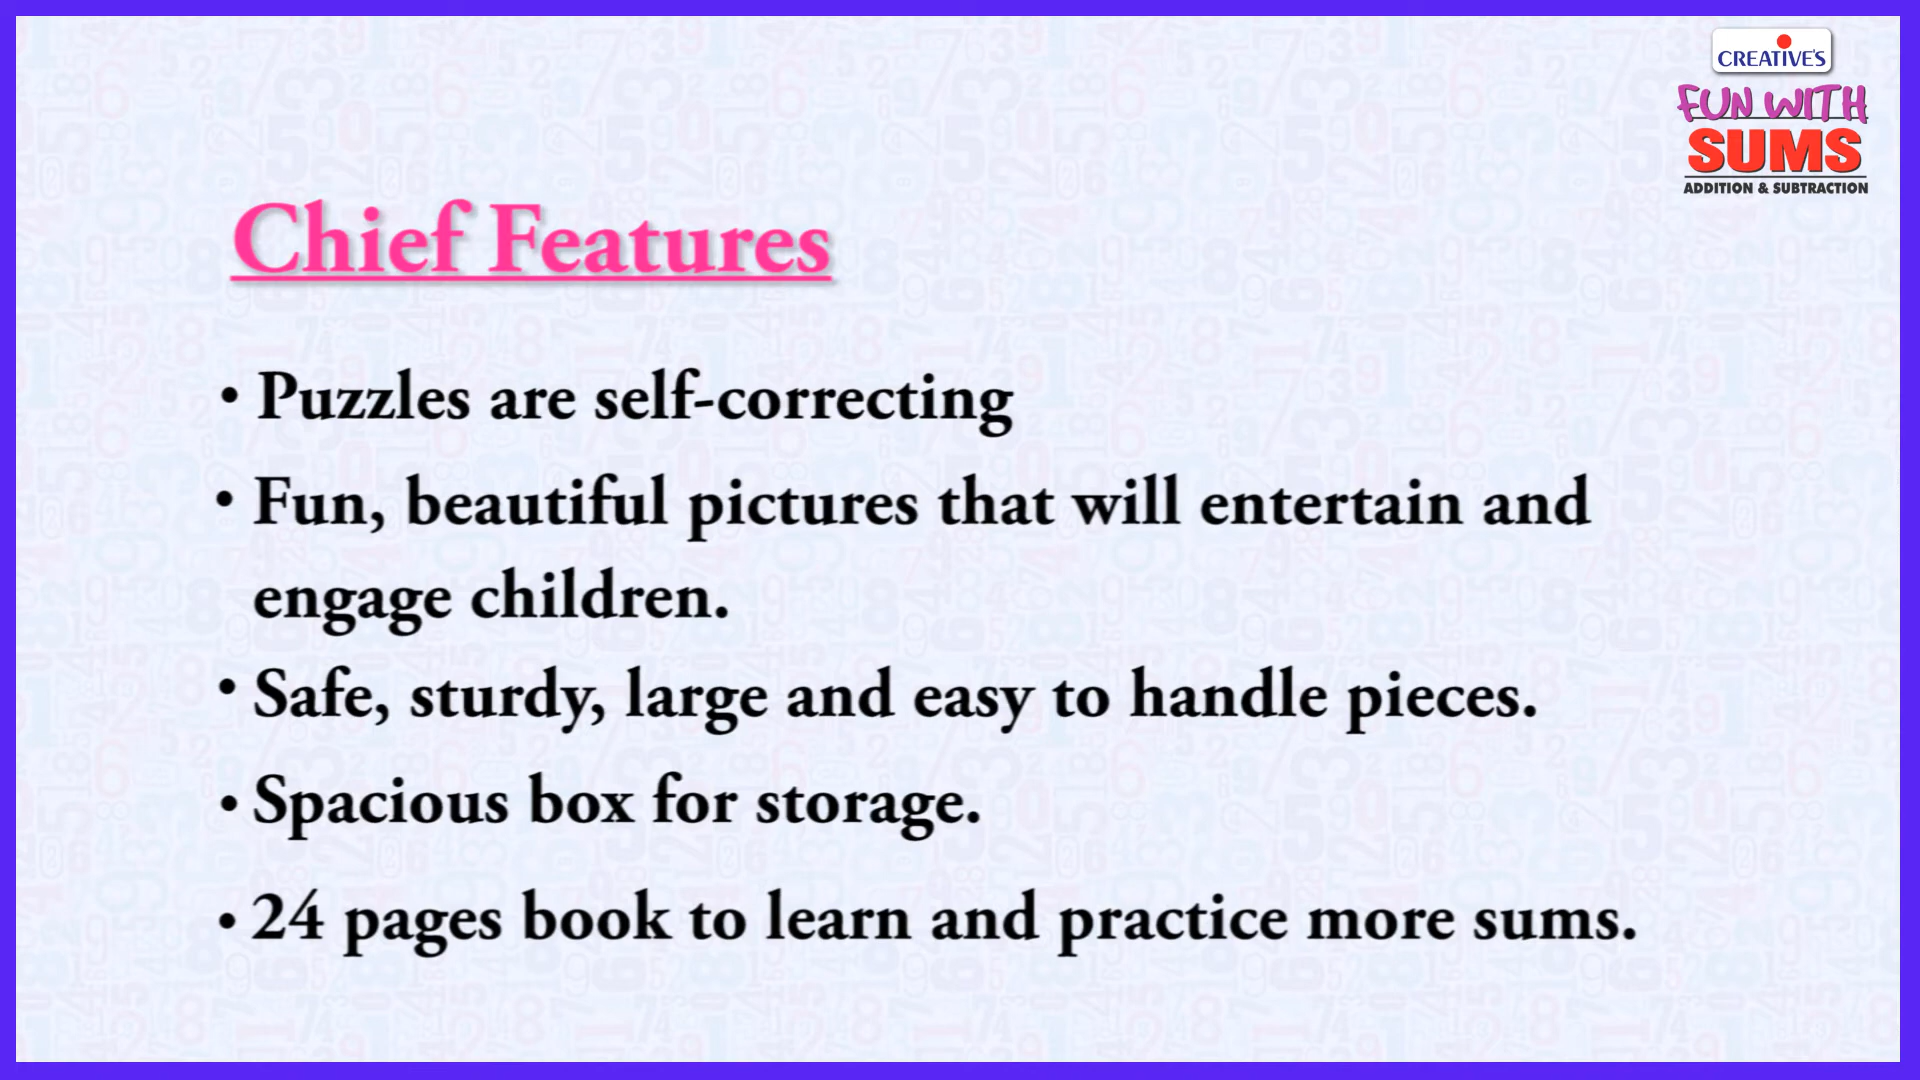 CREATIVE'S
FUN WITH
SUMS
ADDITION & SUBTRACTION
Chief Features
• Puzzles are self-correcting
• Fun, beautiful pictures that will entertain and
engage children.
• Safe, sturdy, large and easy to handle pieces.
• Spacious box for storage.
• 24 pages book to learn and practice more sums.